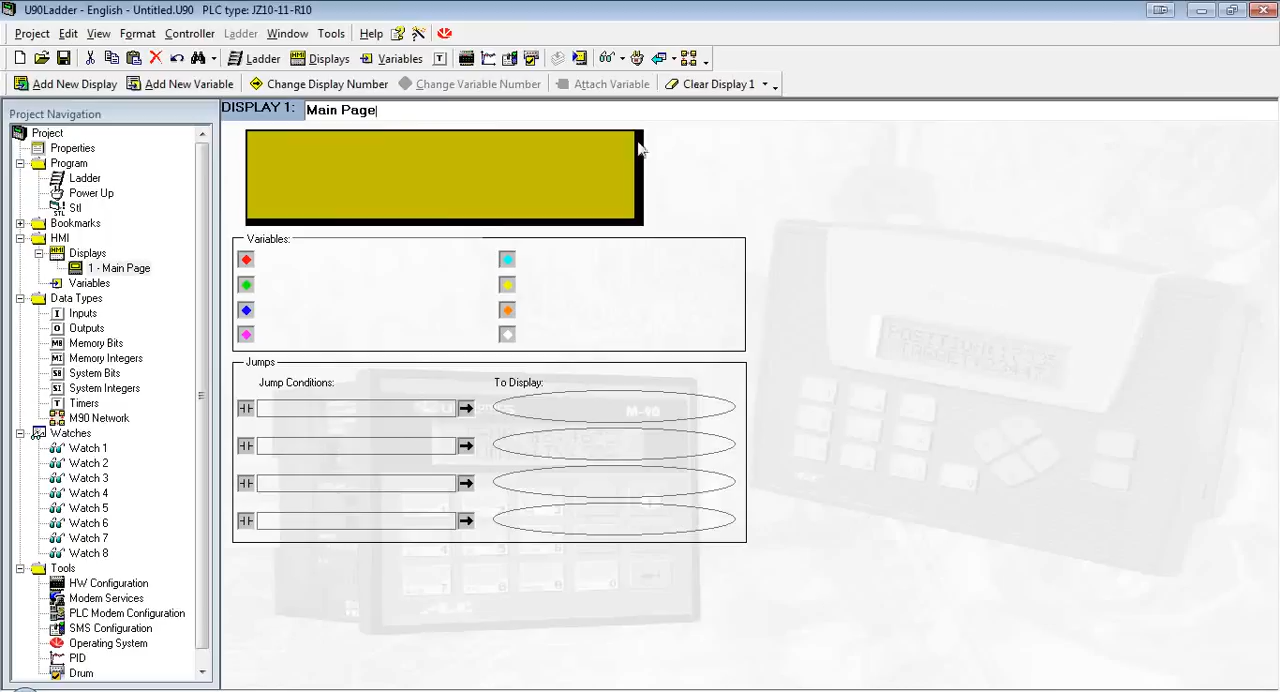 U90Ladder - English - Untitled.U90   PLC type: JZ10-11-R10
Project Edit View Format Controller Ladder Window Tools Help
Ladder Displays Variables
Add New Display Add New Variable Change Display Number Change Variable Number Attach Variable Clear Display 1
Project Navigation
DISPLAY 1: Main Page
Project
Properties
Program
Ladder
Power Up
Stl
Bookmarks
HMI
Displays
1 - Main Page
Variables
Data Types
Inputs
Outputs
Memory Bits
Memory Integers
System Bits
System Integers
Timers
M90 Network
Watches
Watch 1
Watch 2
Watch 3
Watch 4
Watch 5
Watch 6
Watch 7
Watch 8
Tools
HW Configuration
Modem Services
PLC Modem Configuration
SMS Configuration
Operating System
PID
Drum
Variables:
Jumps
Jump Conditions: To Display:
M-90